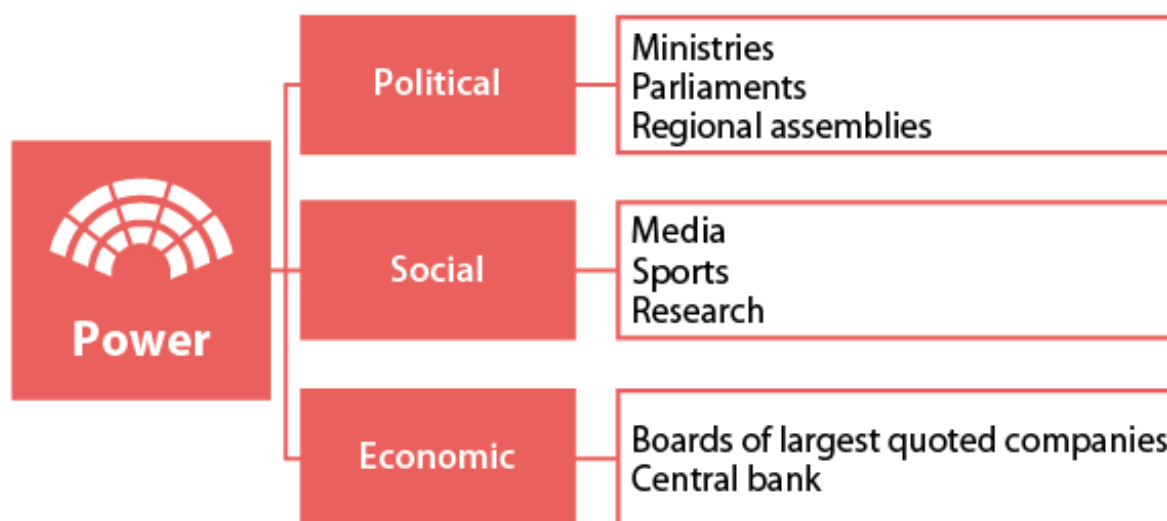 Power
Political
Ministries
Parliaments
Regional assemblies
Social
Media
Sports
Research
Economic
Boards of largest quoted companies
Central bank